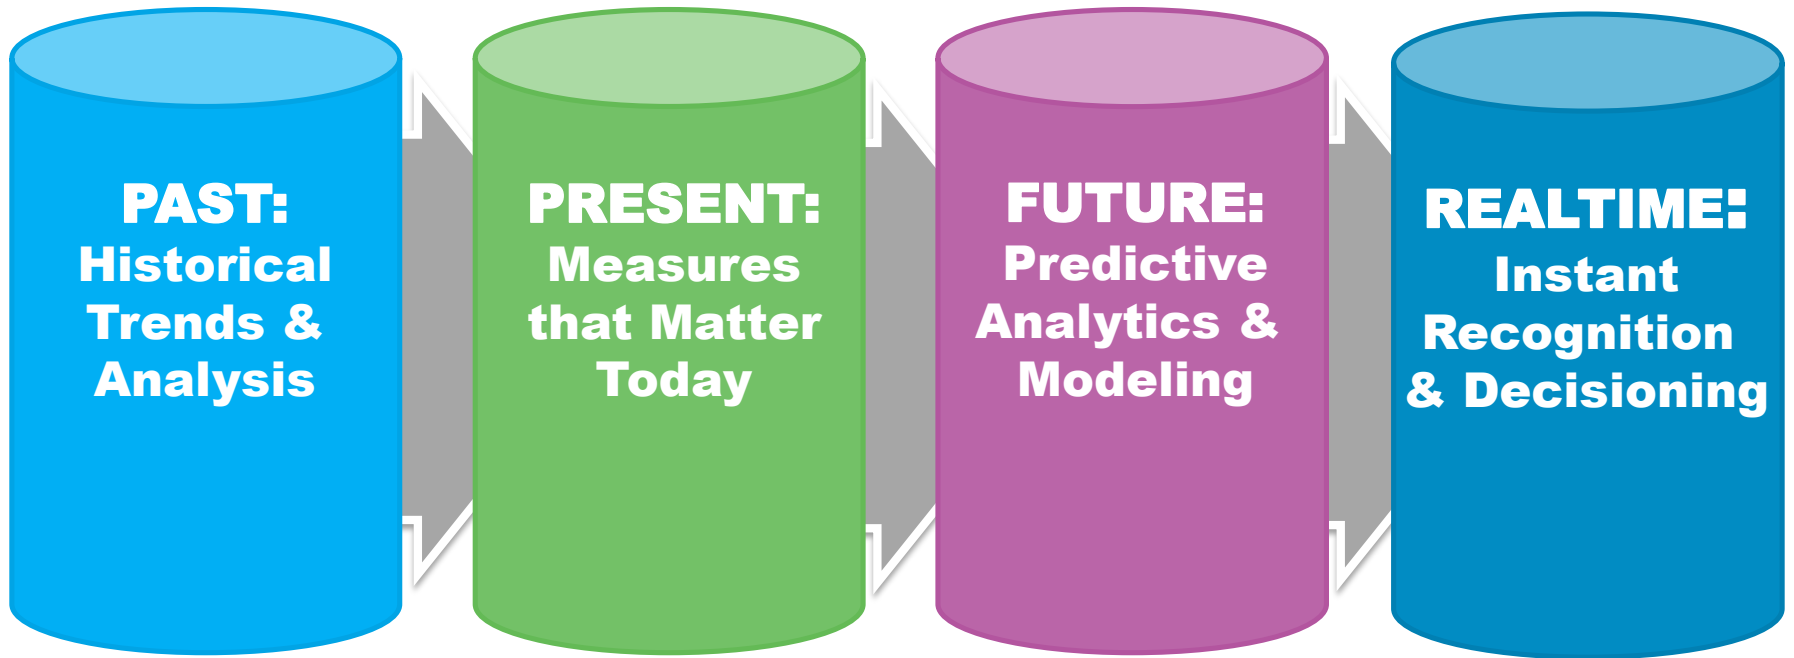 PAST:
Historical
Trends &
Analysis
PRESENT:
Measures
that Matter
Today
FUTURE:
Predictive
Analytics &
Modeling
REALTIME:
Instant
Recognition
& Decisioning